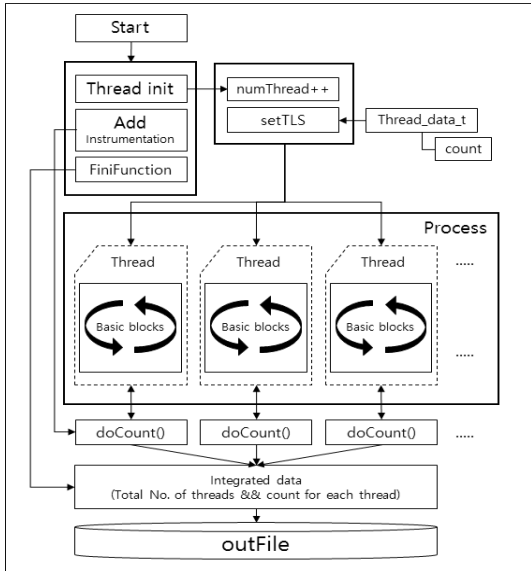 Start
Thread init
numThread++
Add
Instrumentation
setTLS
Thread_data_t
count
FiniFunction
Process
Thread
Thread
Thread
.....
Basic blocks
Basic blocks
Basic blocks
.....
doCount()
doCount()
doCount()
.....
Integrated data
(Total No. of threads && count for each thread)
outFile